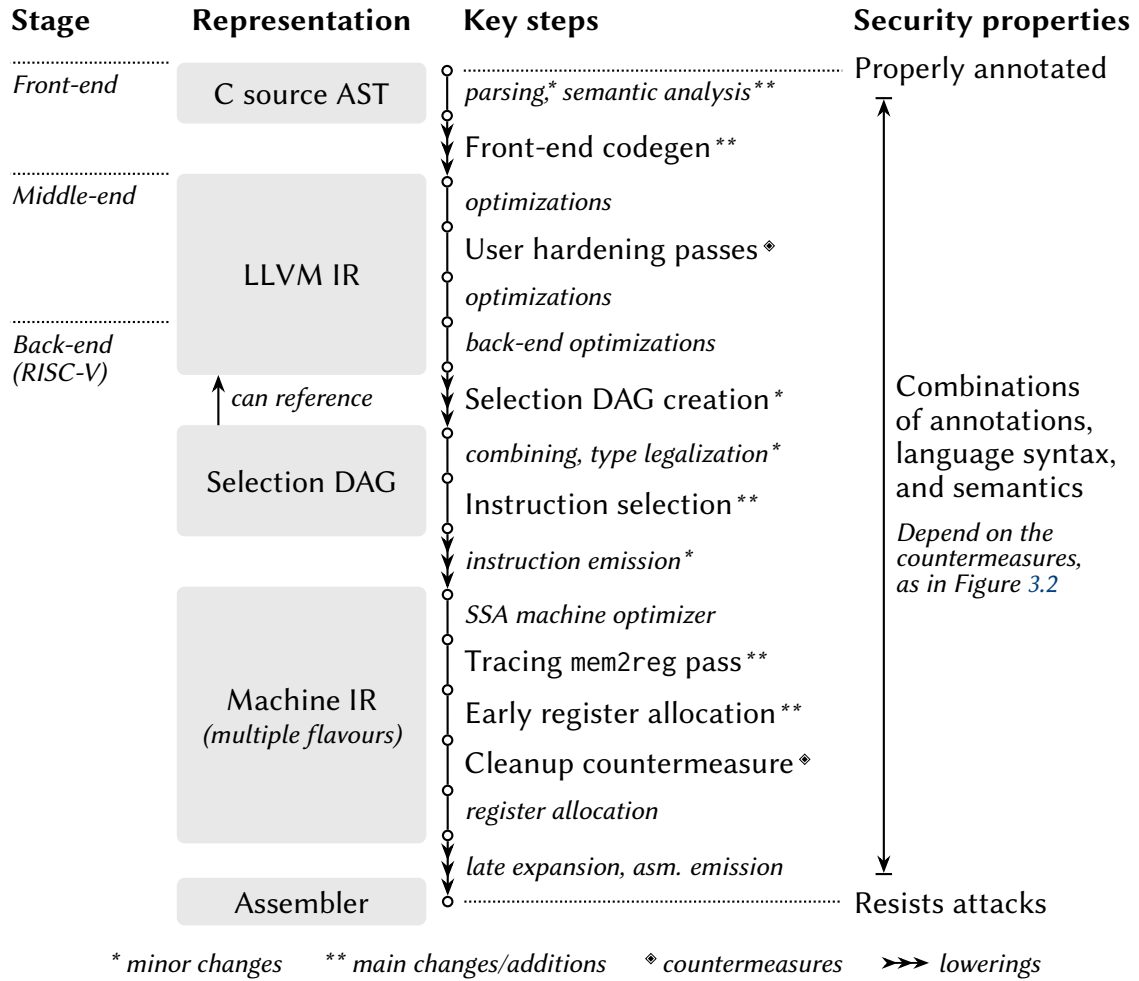 Stage Representation Key steps Security properties
Front-end
C source AST
parsing,* semantic analysis**
Properly annotated
Front-end codegen**
Middle-end
optimizations
User hardening passes◈
LLVM IR
optimizations
Back-end
(RISC-V)
back-end optimizations
can reference
Selection DAG creation*
Combinations
of annotations,
language syntax,
and semantics
combining, type legalization*
Selection DAG
Instruction selection**
Depend on the
countermeasures,
as in Figure 3.2
instruction emission*
SSA machine optimizer
Tracing mem2reg pass**
Machine IR
(multiple flavours)
Early register allocation**
Cleanup countermeasure◈
register allocation
late expansion, asm. emission
Assembler
Resists attacks
* minor changes ** main changes/additions ◈ countermeasures lowerings